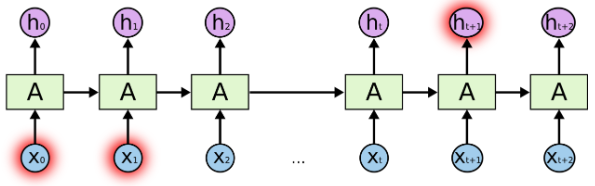 h₀ h₁ h₂ hₜ hₜ₊₁ hₜ₊₂
A A A A A A
x₀ x₁ x₂ ... xₜ xₜ₊₁ xₜ₊₂